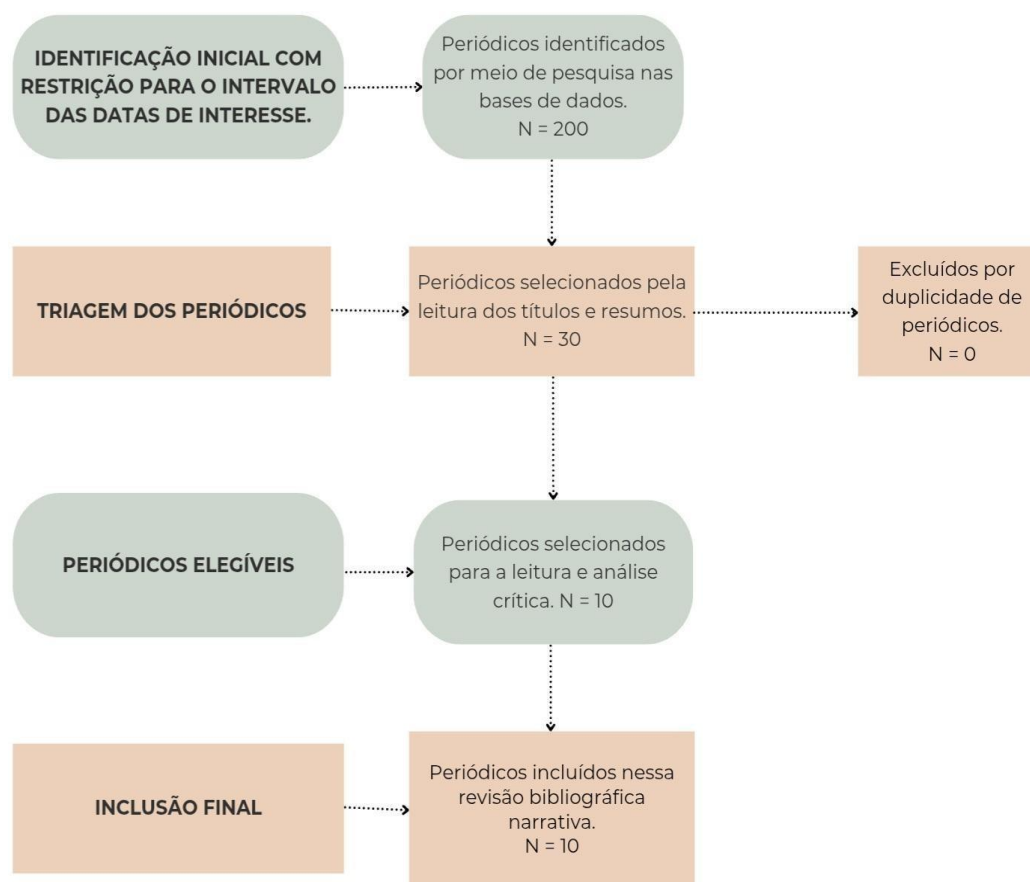 IDENTIFICAÇÃO INICIAL COM
RESTRIÇÃO PARA O INTERVALO
DAS DATAS DE INTERESSE.
Periódicos identificados
por meio de pesquisa nas
bases de dados.
N = 200
TRIAGEM DOS PERIÓDICOS
Periódicos selecionados pela
leitura dos títulos e resumos.
N = 30
Excluídos por
duplicidade de
periódicos.
N = 0
PERIÓDICOS ELEGÍVEIS
Periódicos selecionados
para a leitura e análise
crítica. N = 10
INCLUSÃO FINAL
Periódicos incluídos nessa
revisão bibliográfica
narrativa.
N = 10